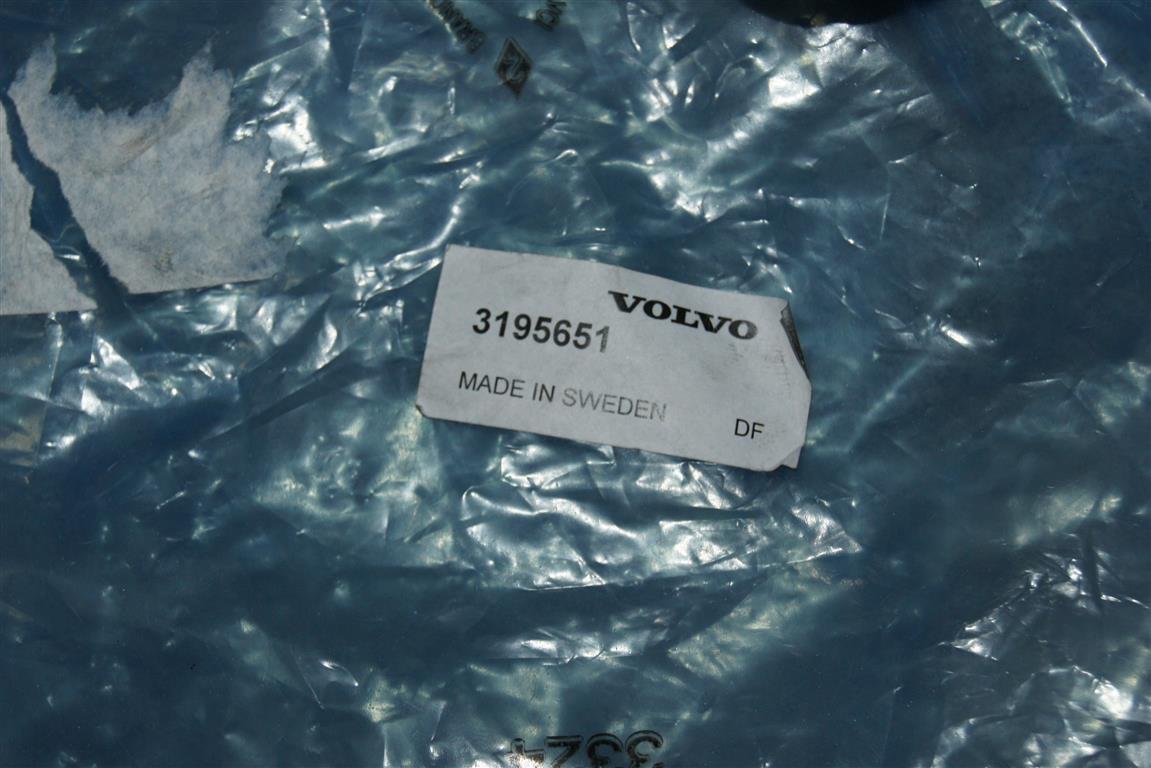 VOLVO
3195651
MADE IN SWEDEN
DF